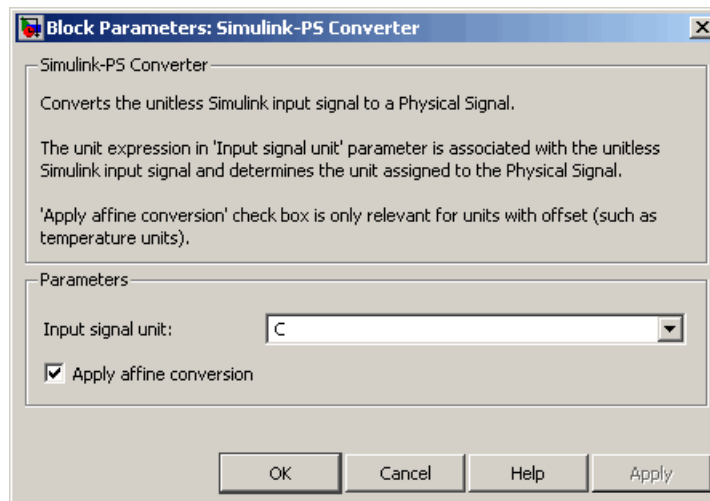 Block Parameters: Simulink-PS Converter
Simulink-PS Converter
Converts the unitless Simulink input signal to a Physical Signal.
The unit expression in 'Input signal unit' parameter is associated with the unitless
Simulink input signal and determines the unit assigned to the Physical Signal.
'Apply affine conversion' check box is only relevant for units with offset (such as
temperature units).
Parameters
Input signal unit: C
Apply affine conversion
OK Cancel Help Apply